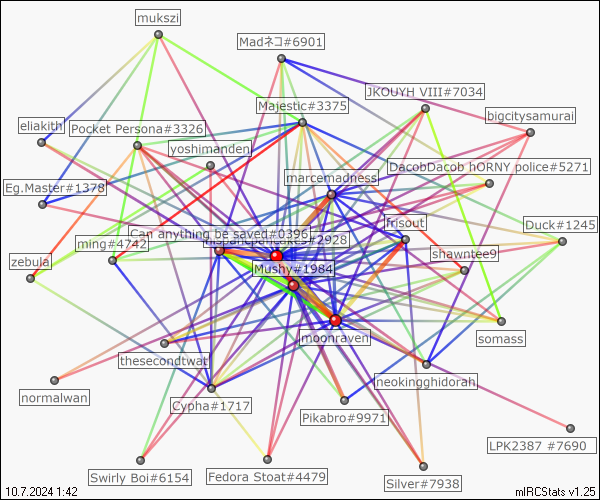 mukszi
Madネコ#6901
JKOUYH VIII#7034
Majestic#3375
bigcitysamurai
eliakith
Pocket Persona#3326
yoshimanden
DacobDacob hORNY police#5271
marcemadness
Eg.Master#1378
frisout
Duck#1245
Can anything be saved#0396
ming#4742
shawntee9
zebula
Mushy#1984
moonraven
somass
thesecondtwat
neokingghidorah
normalwan
Cypha#1717
Pikabro#9971
LPK2387 #7690
Swirly Boi#6154
Fedora Stoat#4479
Silver#7938
10.7.2024 1:42
mIRCStats v1.25